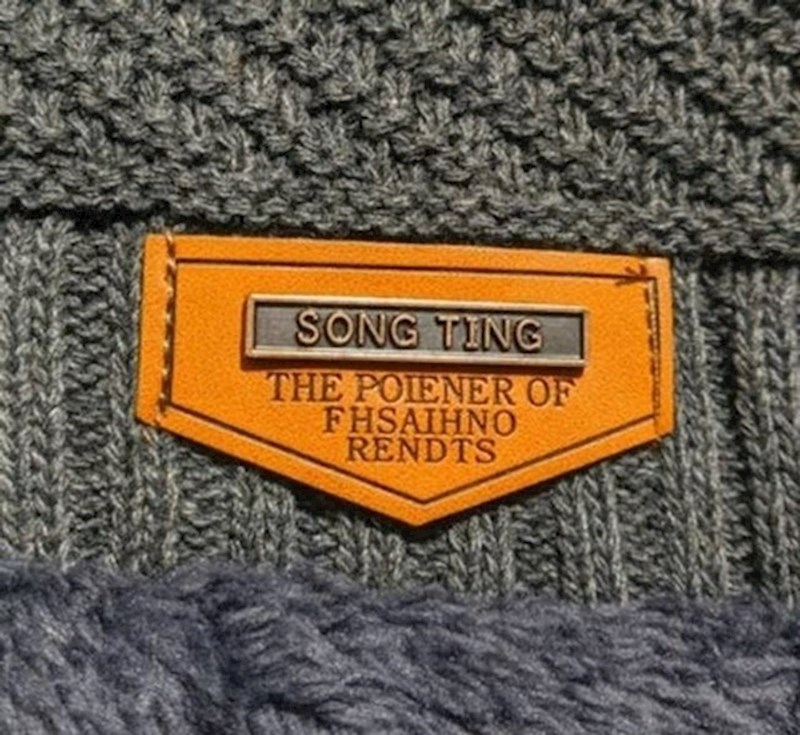 SONG TING
THE POIENER OF
FHSAIHNO
RENDTS